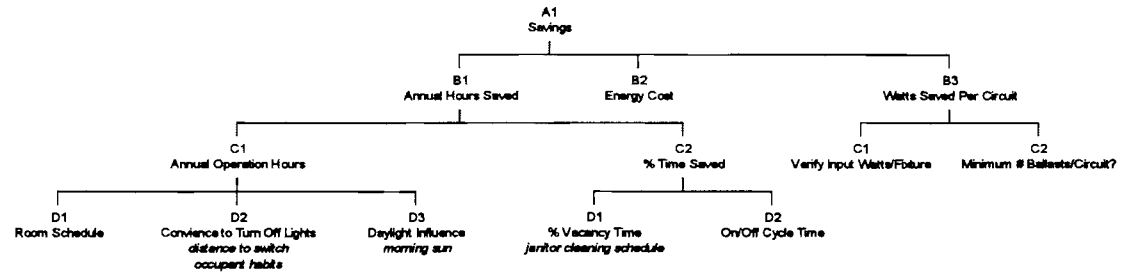 A1
Savings
B1
Annual Hours Saved
B2
Energy Cost
B3
Watts Saved Per Circuit
C1
Annual Operation Hours
C2
% Time Saved
C1
Verify Input Watts/Fixture
C2
Minimum # Ballasts/Circuit?
D1
Room Schedule
D2
Convience to Turn Off Lights
distance to switch
occupant habits
D3
Daylight Influence
morning sun
D1
% Vacancy Time
janitor cleaning schedule
D2
On/Off Cycle Time